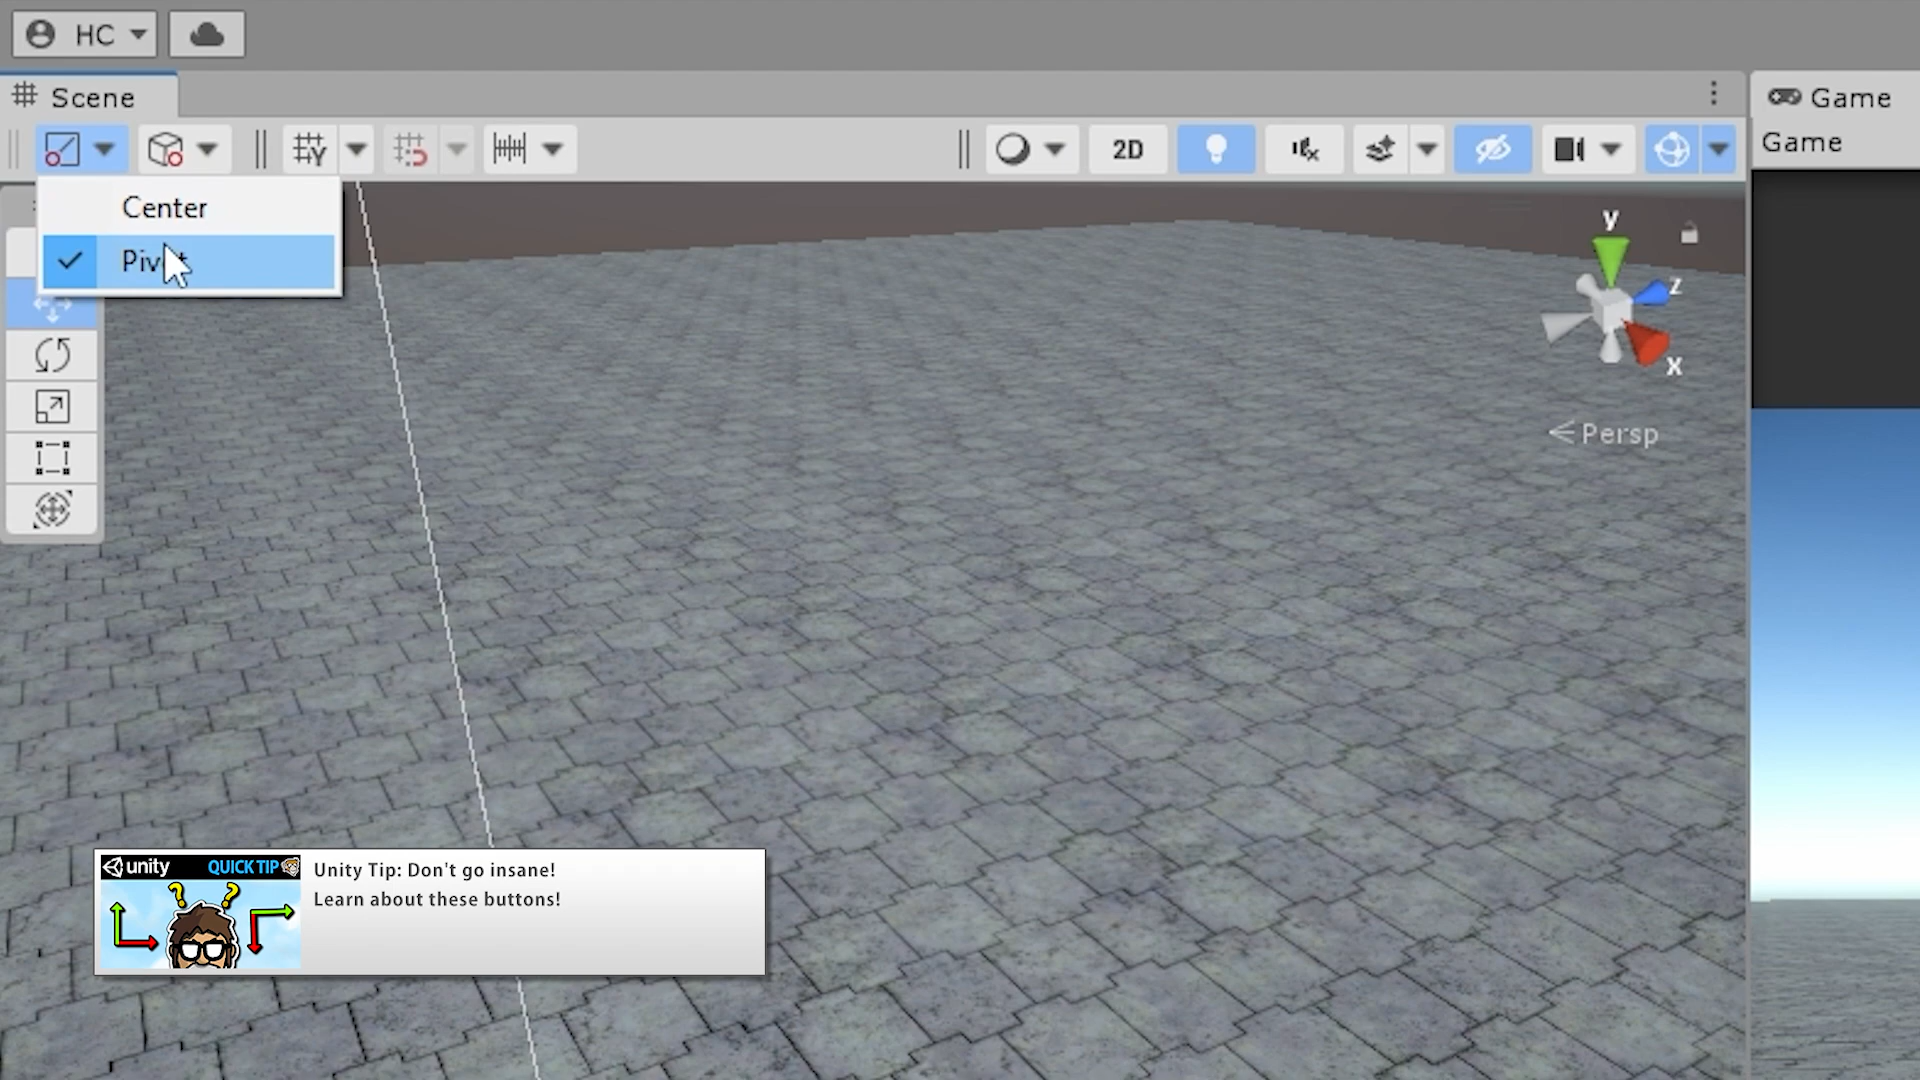 HC
Scene
Game
2D
Game
Center
Pivot
y
z
x
Persp
unity QUICK TIP
Unity Tip: Don't go insane!
Learn about these buttons!